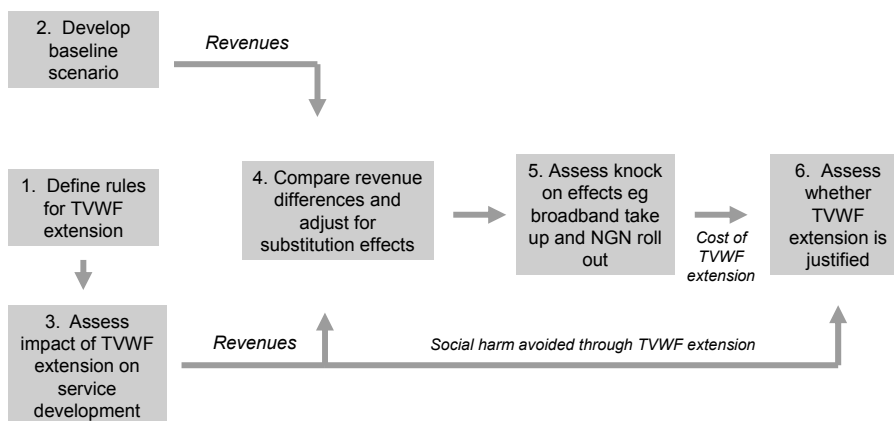 2. Develop
baseline
scenario
Revenues
1. Define rules
for TVWF
extension
4. Compare revenue
differences and
adjust for
substitution effects
5. Assess knock
on effects eg
broadband take
up and NGN roll
out
Cost of
TVWF
extension
6. Assess
whether
TVWF
extension is
justified
3. Assess
impact of TVWF
extension on
service
development
Revenues
Social harm avoided through TVWF extension